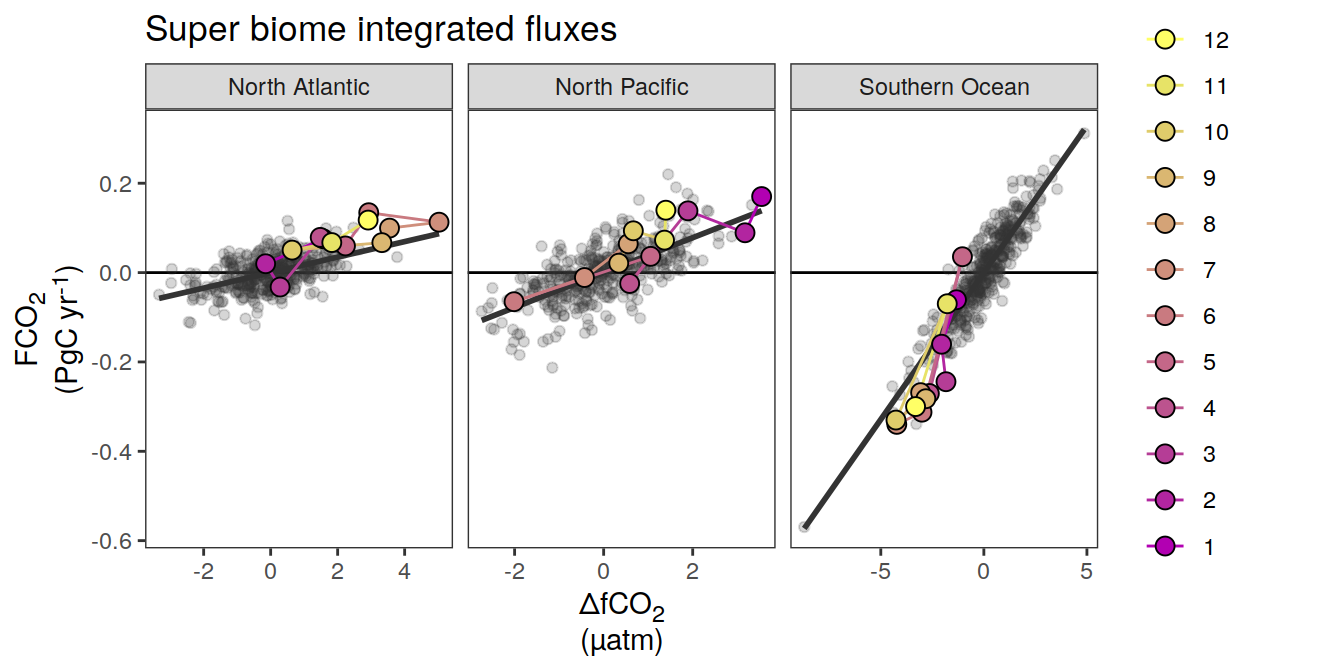 Super biome integrated fluxes
North Atlantic
North Pacific
Southern Ocean
FCO₂
(PgC yr⁻¹)
0.2
0.0
-0.2
-0.4
-0.6
-2 0 2 4
-2 0 2
-5 0 5
ΔfCO₂
(µatm)
12
11
10
9
8
7
6
5
4
3
2
1